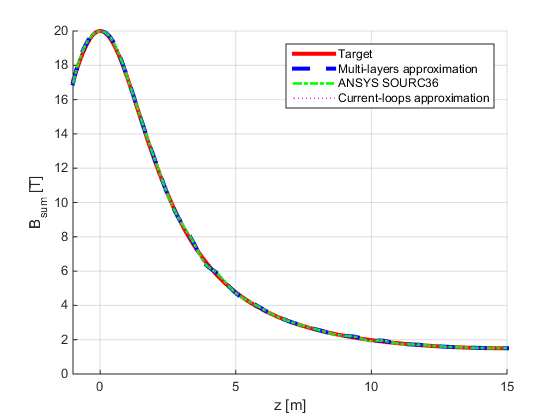 20
18
16
14
12
10
8
6
4
2
0
B_sum [T]
Target
Multi-layers approximation
ANSYS SOURC36
Current-loops approximation
0 5 10 15
z [m]